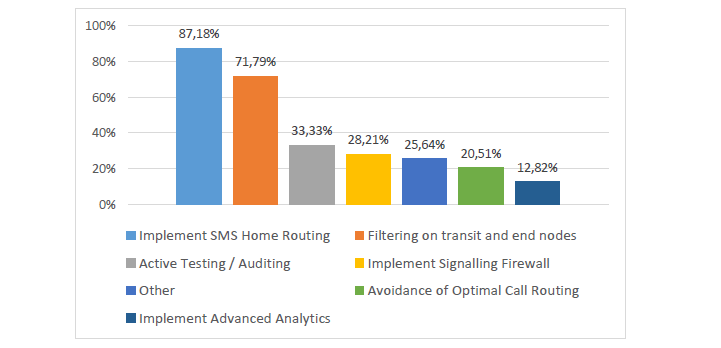 100%
87,18%
80%
71,79%
60%
40%
33,33%
28,21%
25,64%
20,51%
20%
12,82%
0%
Implement SMS Home Routing
Filtering on transit and end nodes
Active Testing / Auditing
Implement Signalling Firewall
Other
Avoidance of Optimal Call Routing
Implement Advanced Analytics